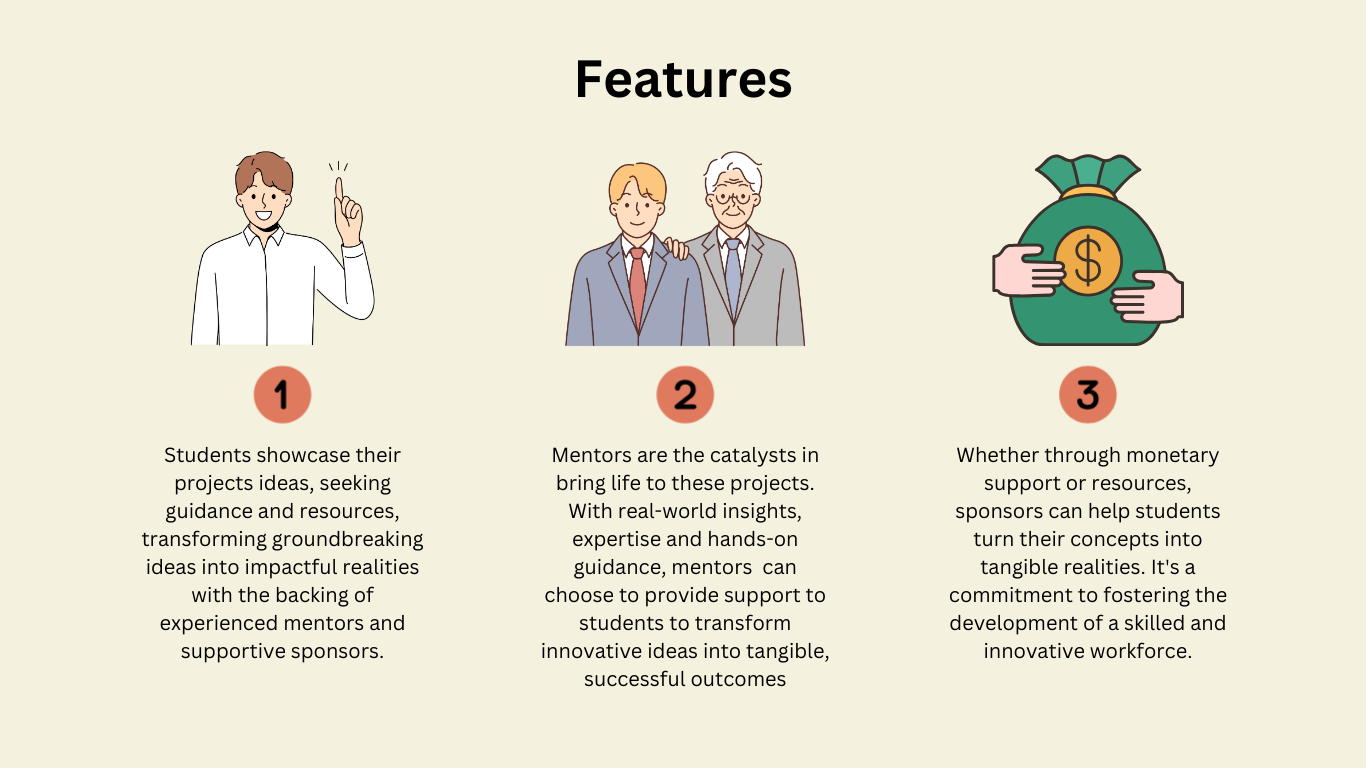 Features
1
Students showcase their
projects ideas, seeking
guidance and resources,
transforming groundbreaking
ideas into impactful realities
with the backing of
experienced mentors and
supportive sponsors.
2
Mentors are the catalysts in
bring life to these projects.
With real-world insights,
expertise and hands-on
guidance, mentors  can
choose to provide support to
students to transform
innovative ideas into tangible,
successful outcomes
$
3
Whether through monetary
support or resources,
sponsors can help students
turn their concepts into
tangible realities. It's a
commitment to fostering the
development of a skilled and
innovative workforce.